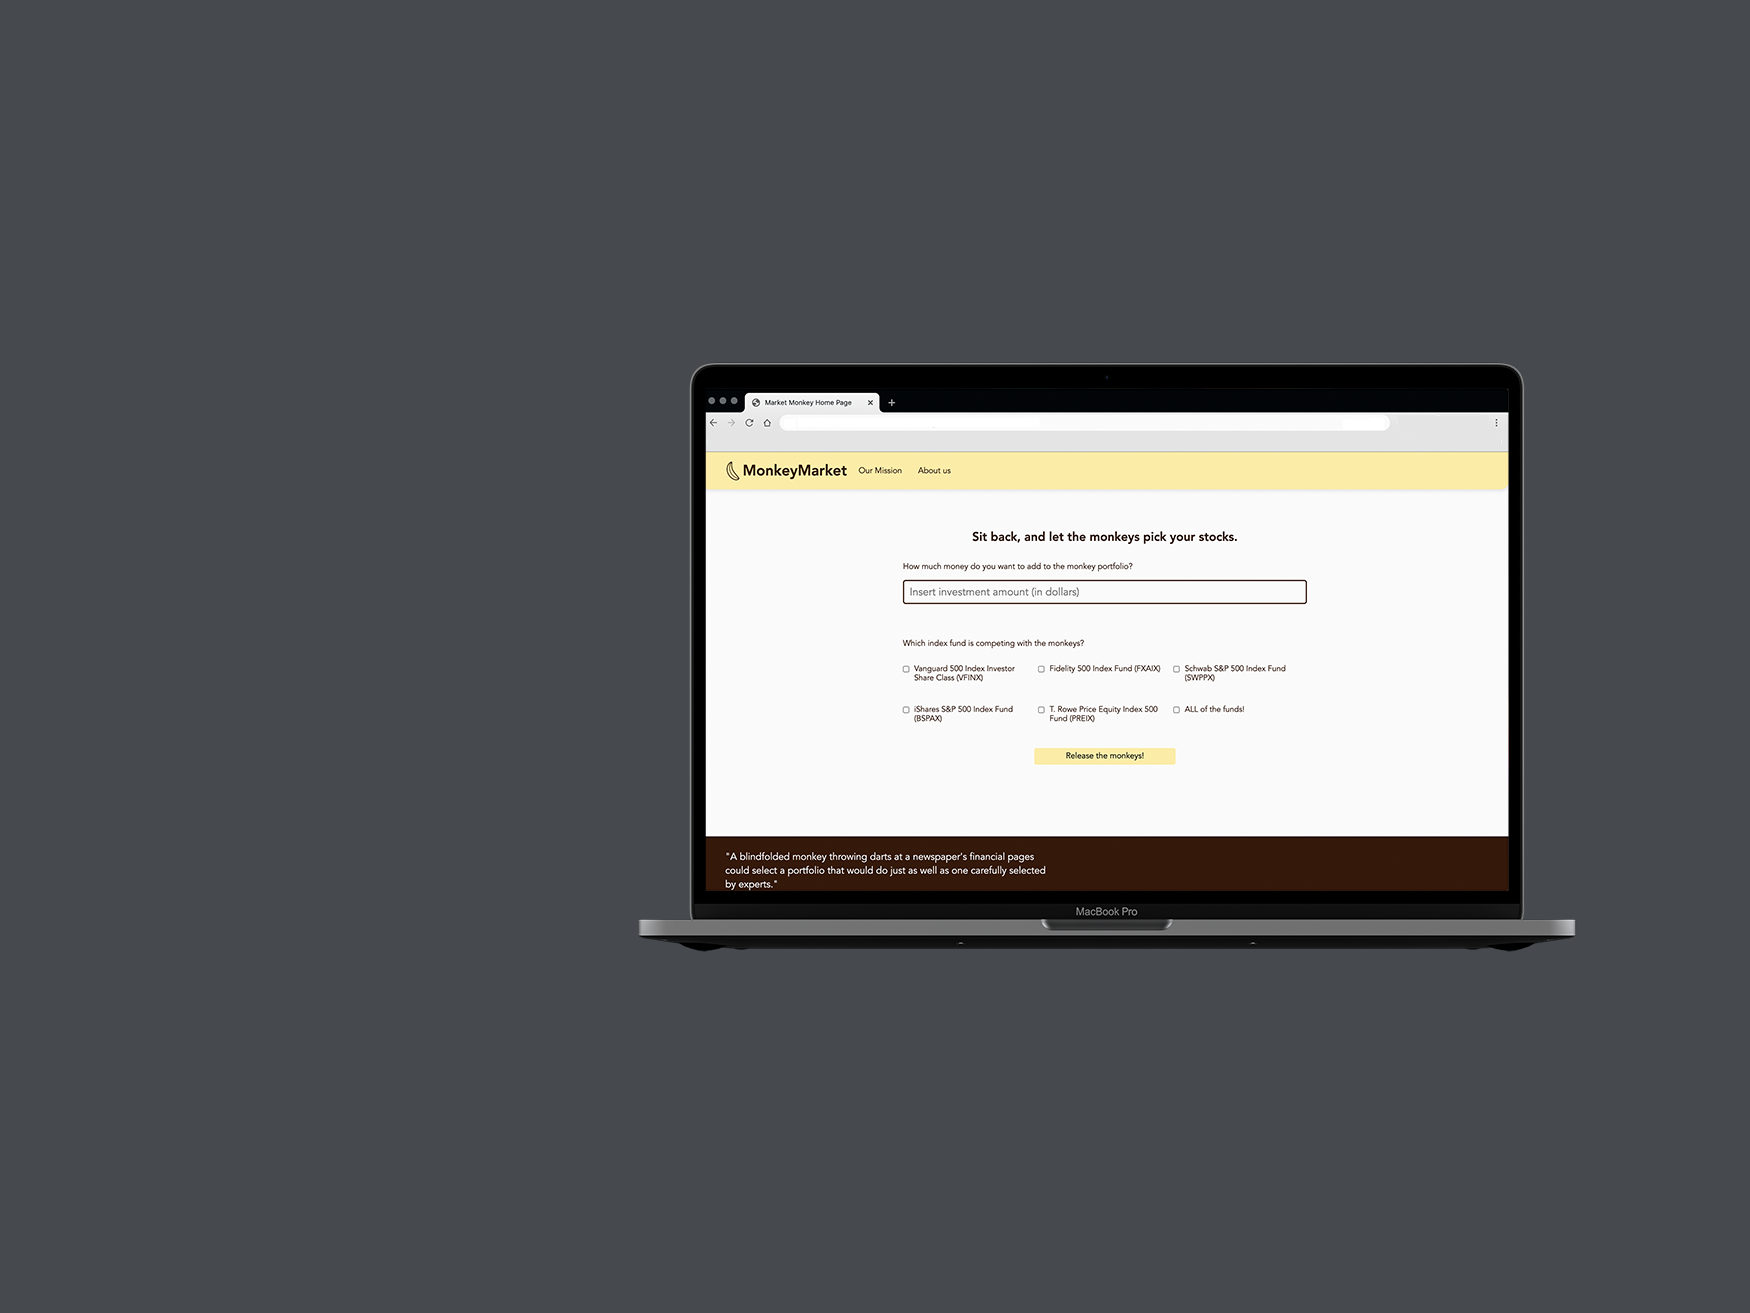 Market Monkey Home Page
MonkeyMarket Our Mission About us
Sit back, and let the monkeys pick your stocks.
How much money do you want to add to the monkey portfolio?
Insert investment amount (in dollars)
Which index fund is competing with the monkeys?
Vanguard 500 Index Investor
Share Class (VFINX)
Fidelity 500 Index Fund (FXAIX)
Schwab S&P 500 Index Fund
(SWPPX)
iShares S&P 500 Index Fund
(BSPAX)
T. Rowe Price Equity Index 500
Fund (PREIX)
ALL of the funds!
Release the monkeys!
"A blindfolded monkey throwing darts at a newspaper's financial pages
could select a portfolio that would do just as well as one carefully selected
by experts."
MacBook Pro